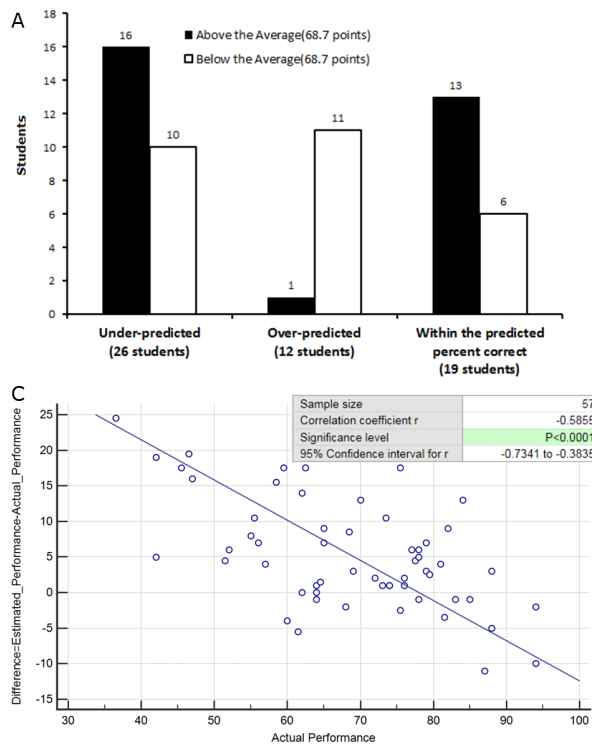 A
Students
18
16
14
12
10
8
6
4
2
0
Above the Average(68.7 points)
Below the Average(68.7 points)
16
10
1
11
13
6
Under-predicted
(26 students)
Over-predicted
(12 students)
Within the predicted
percent correct
(19 students)
C
Sample size 57
Correlation coefficient r -0.5855
Significance level P<0.0001
95% Confidence interval for r -0.7341 to -0.3835
Difference=Estimated_Performance-Actual_Performance
25
20
15
10
5
0
-5
-10
-15
30 40 50 60 70 80 90 100
Actual Performance